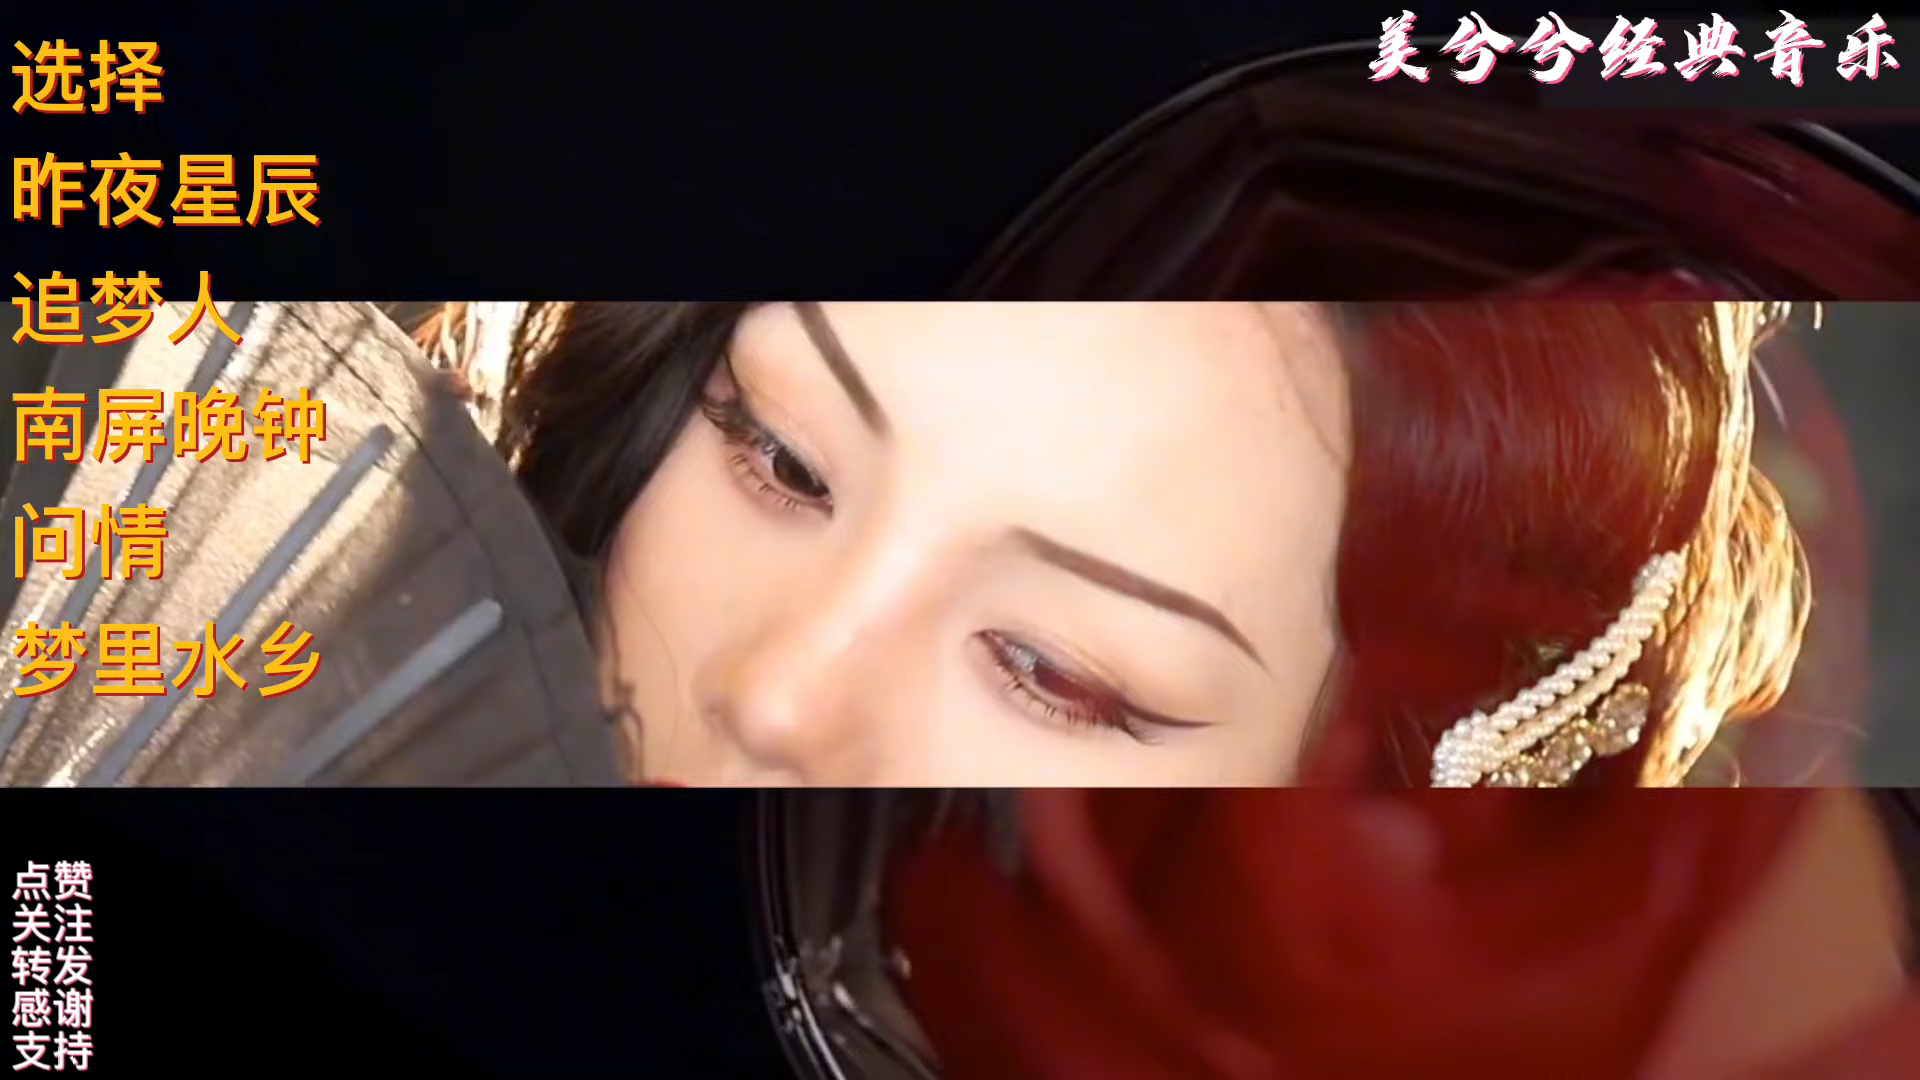 美兮兮经典音乐
选择
昨夜星辰
追梦人
南屏晚钟
问情
梦里水乡
点赞
关注
转发
感谢
支持